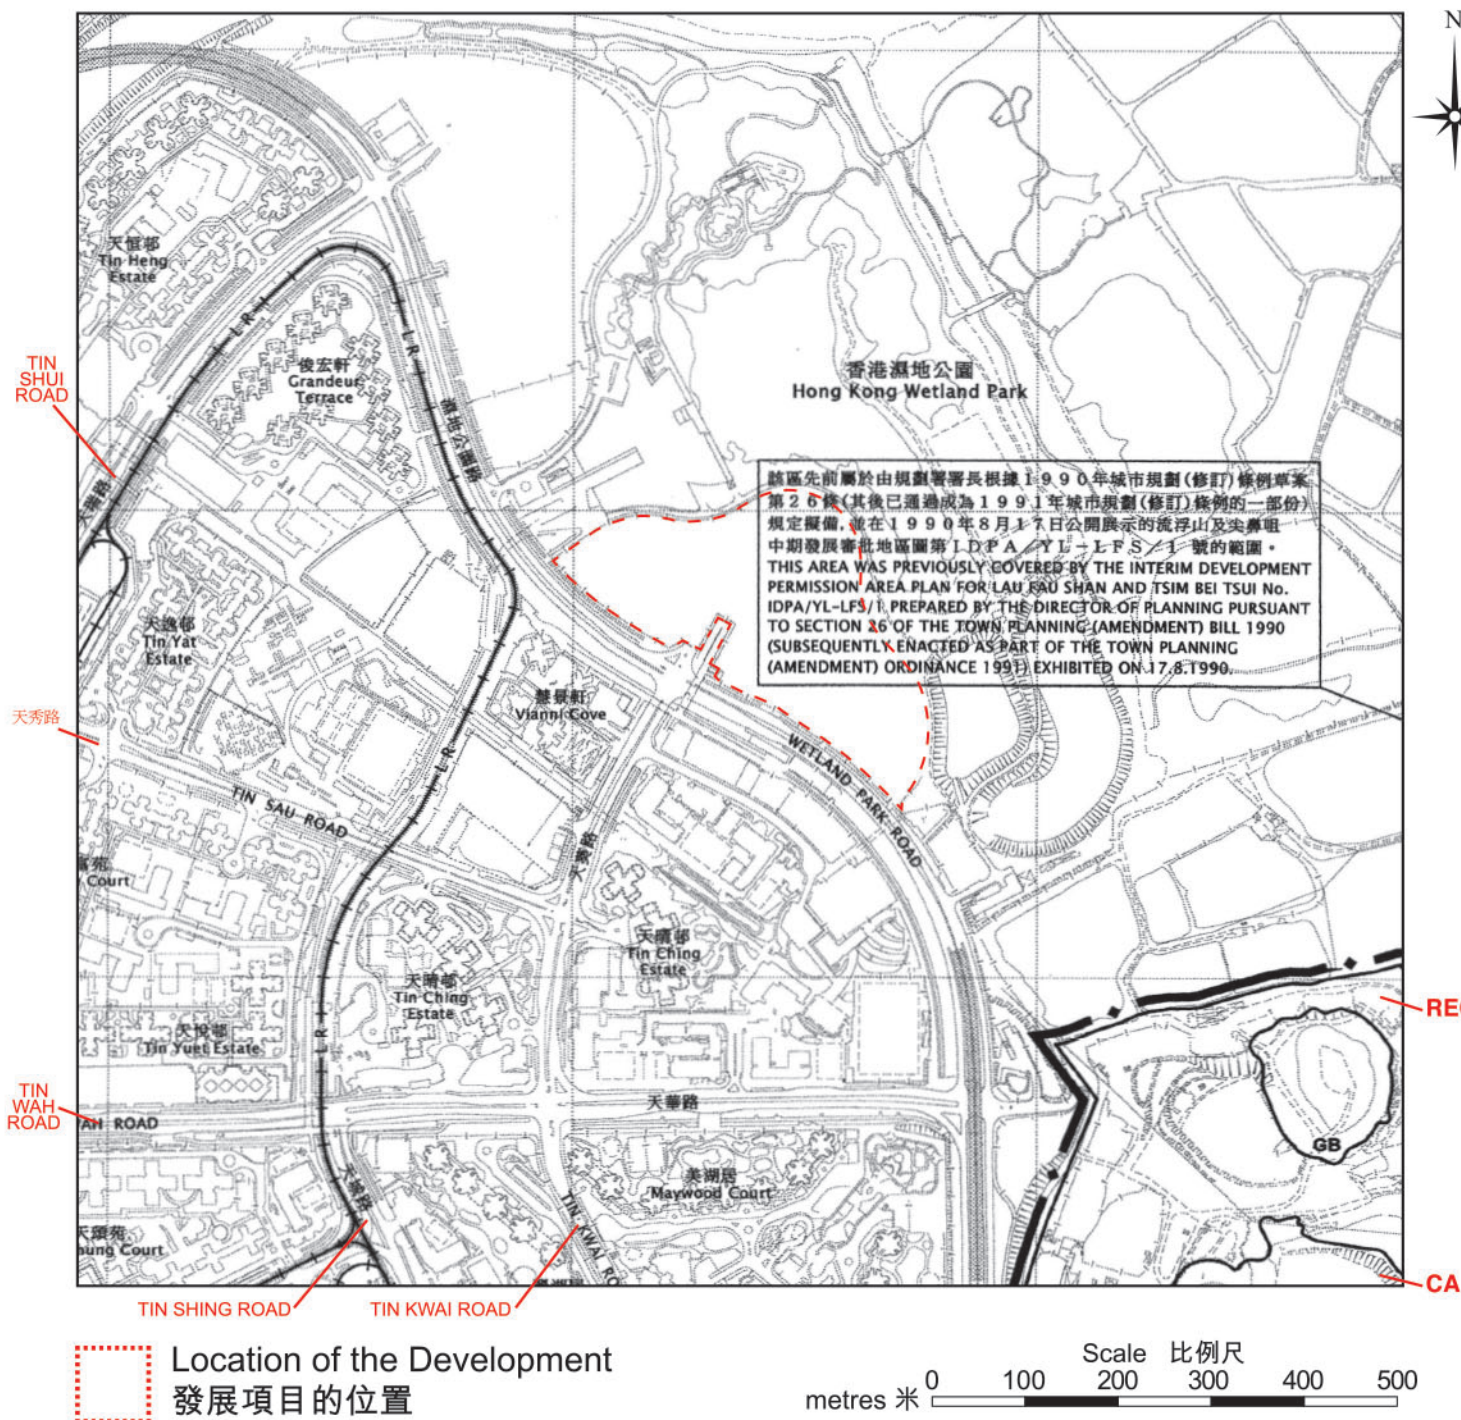 N
天恒邨
Tin Heng
Estate
TIN
SHUI
ROAD
俊宏軒
Grandeur
Terrace
LR
LR
濕地公園路
香港濕地公園
Hong Kong Wetland Park
天瑞路
該區先前屬於由規劃署署長根據1990年城市規劃(修訂)條例草案
第26條(其後已通過成為1991年城市規劃(修訂)條例的一部份)
規定擬備,並在1990年8月17日公開展示的流浮山及尖鼻咀
中期發展審批地區圖第IDPA/YL-LFS/1 號的範圍。
THIS AREA WAS PREVIOUSLY COVERED BY THE INTERIM DEVELOPMENT
PERMISSION AREA PLAN FOR LAU FAU SHAN AND TSIM BEI TSUI No.
IDPA/YL-LFS/1 PREPARED BY THE DIRECTOR OF PLANNING PURSUANT
TO SECTION 26 OF THE TOWN PLANNING (AMENDMENT) BILL 1990
(SUBSEQUENTLY ENACTED AS PART OF THE TOWN PLANNING
(AMENDMENT) ORDINANCE 1991) EXHIBITED ON 17.8.1990.
天逸邨
Tin Yat
Estate
慧景軒
Vianni Cove
天秀路
LR
WETLAND PARK ROAD
TIN SAU ROAD
天秀路
富苑
Court
天晴邨
Tin Ching
Estate
天晴邨
Tin Ching
Estate
天悅邨
Tin Yuet Estate
LR
REC
TIN
WAH
ROAD
WAH ROAD
天華路
GB
天城路
美湖居
Maywood Court
TIN KWAI RO
天頌苑
hung Court
CA
TIN SHING ROAD
TIN KWAI ROAD
Location of the Development
發展項目的位置
Scale 比例尺
metres 米
0 100 200 300 400 500